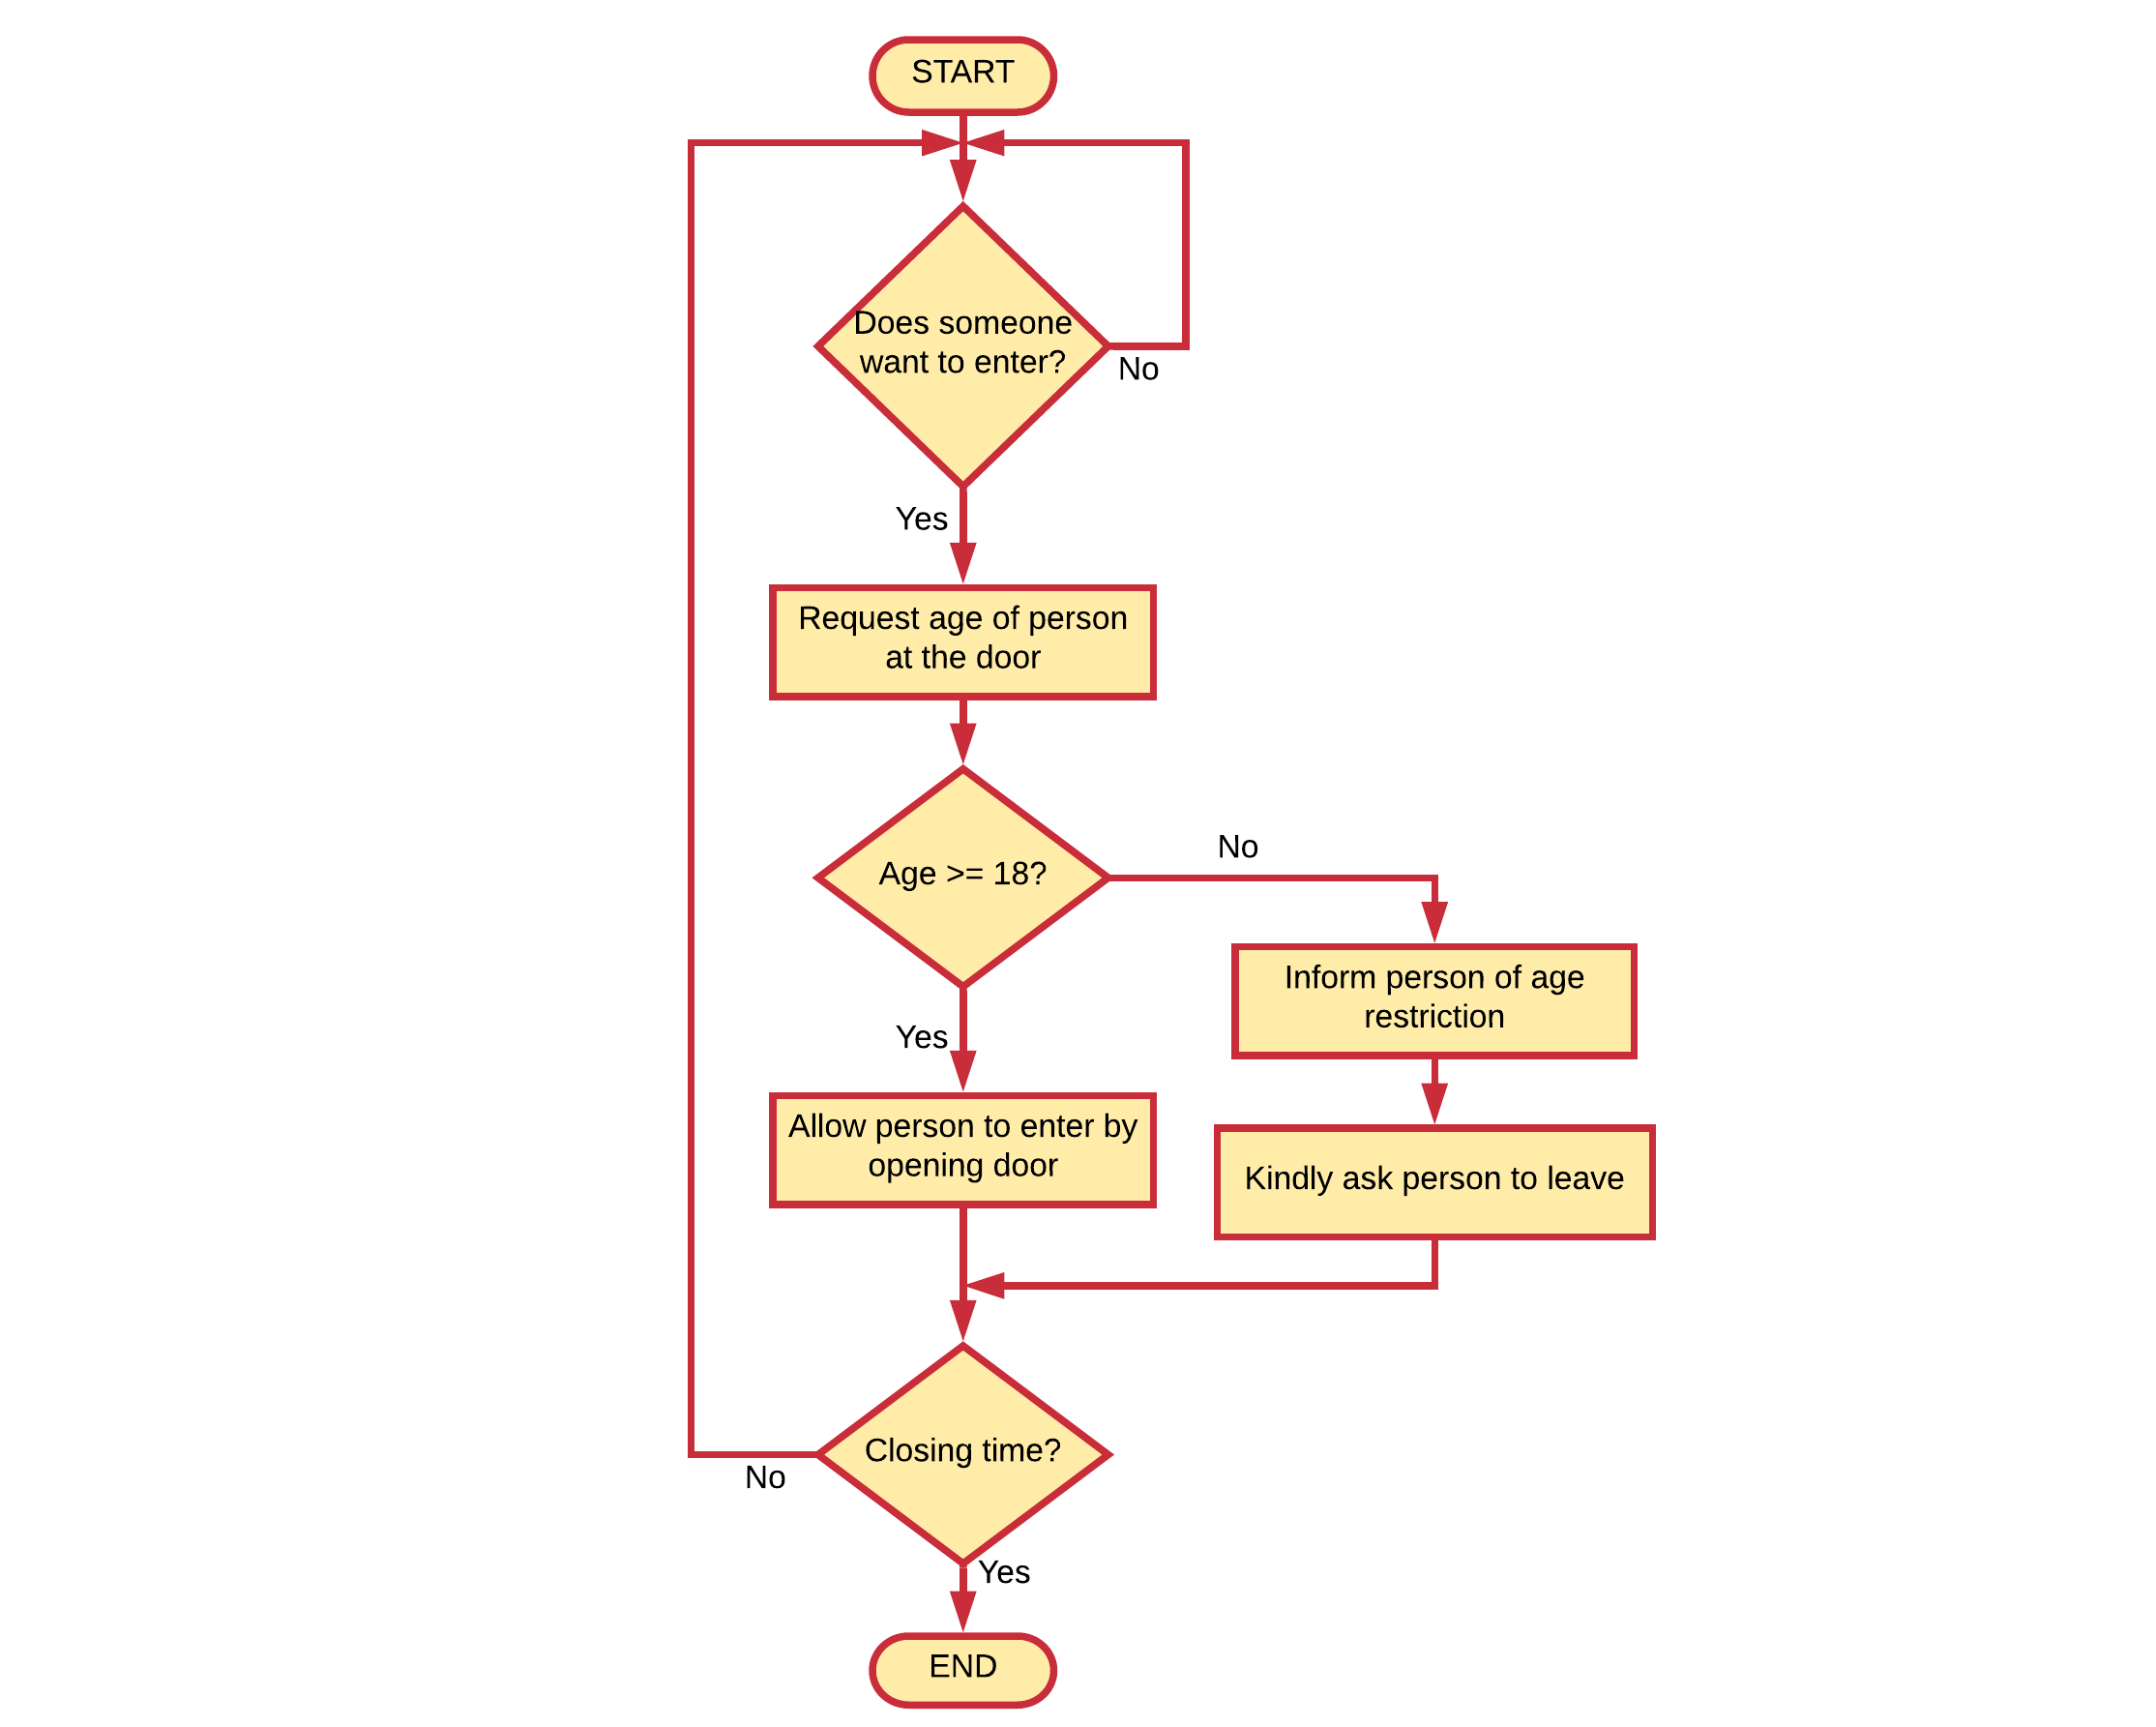 START
Does someone
want to enter?
No
Yes
Request age of person
at the door
Age >= 18?
No
Yes
Inform person of age
restriction
Allow person to enter by
opening door
Kindly ask person to leave
Closing time?
No
Yes
END